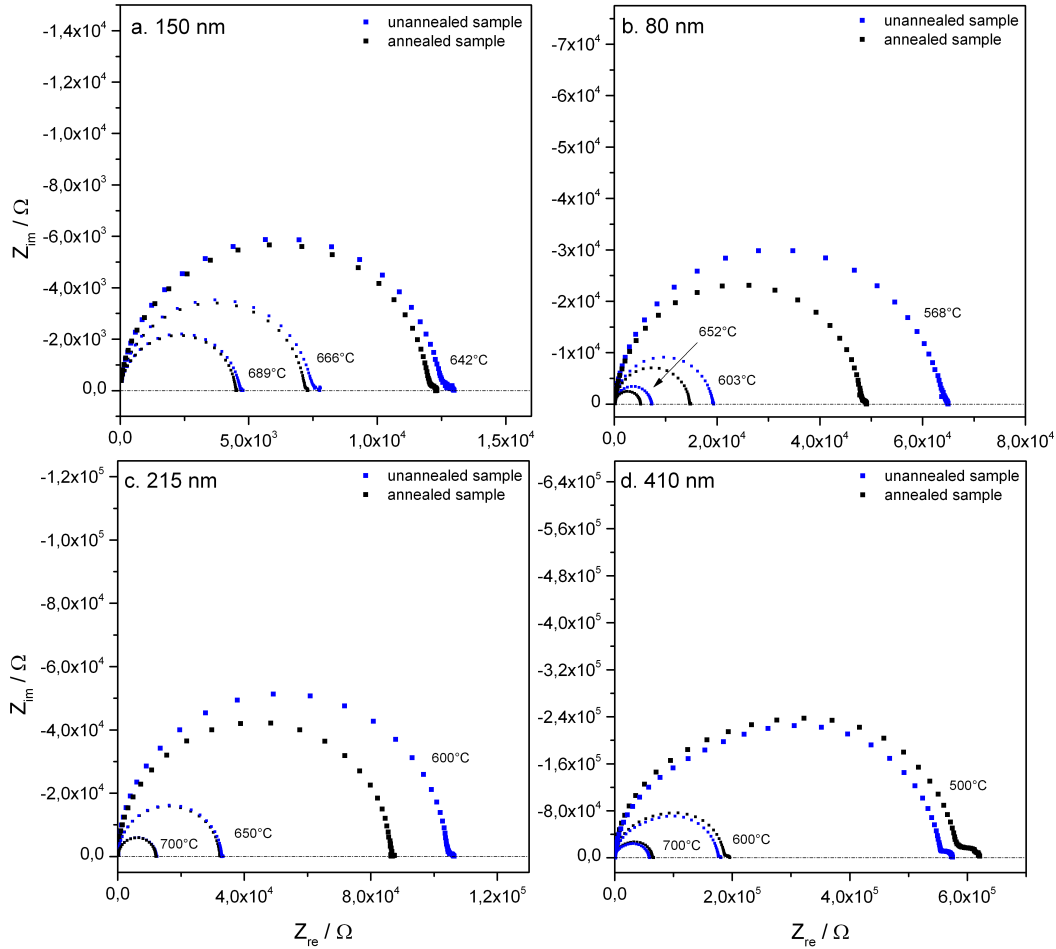 a. 150 nm
unannealed sample
annealed sample
-1,4x10⁴
-1,2x10⁴
-1,0x10⁴
-8,0x10³
-6,0x10³
-4,0x10³
-2,0x10³
0,0
Z_im / Ω
689°C
666°C
642°C
0,0
5,0x10³
1,0x10⁴
1,5x10⁴
b. 80 nm
unannealed sample
annealed sample
-7x10⁴
-6x10⁴
-5x10⁴
-4x10⁴
-3x10⁴
-2x10⁴
-1x10⁴
0
652°C
603°C
568°C
0,0
2,0x10⁴
4,0x10⁴
6,0x10⁴
8,0x10⁴
c. 215 nm
unannealed sample
annealed sample
-1,2x10⁵
-1,0x10⁵
-8,0x10⁴
-6,0x10⁴
-4,0x10⁴
-2,0x10⁴
0,0
Z_im / Ω
700°C
650°C
600°C
0,0
4,0x10⁴
8,0x10⁴
1,2x10⁵
Z_re / Ω
d. 410 nm
unannealed sample
annealed sample
-6,4x10⁵
-5,6x10⁵
-4,8x10⁵
-4,0x10⁵
-3,2x10⁵
-2,4x10⁵
-1,6x10⁵
-8,0x10⁴
0,0
700°C
600°C
500°C
0,0
2,0x10⁵
4,0x10⁵
6,0x10⁵
Z_re / Ω